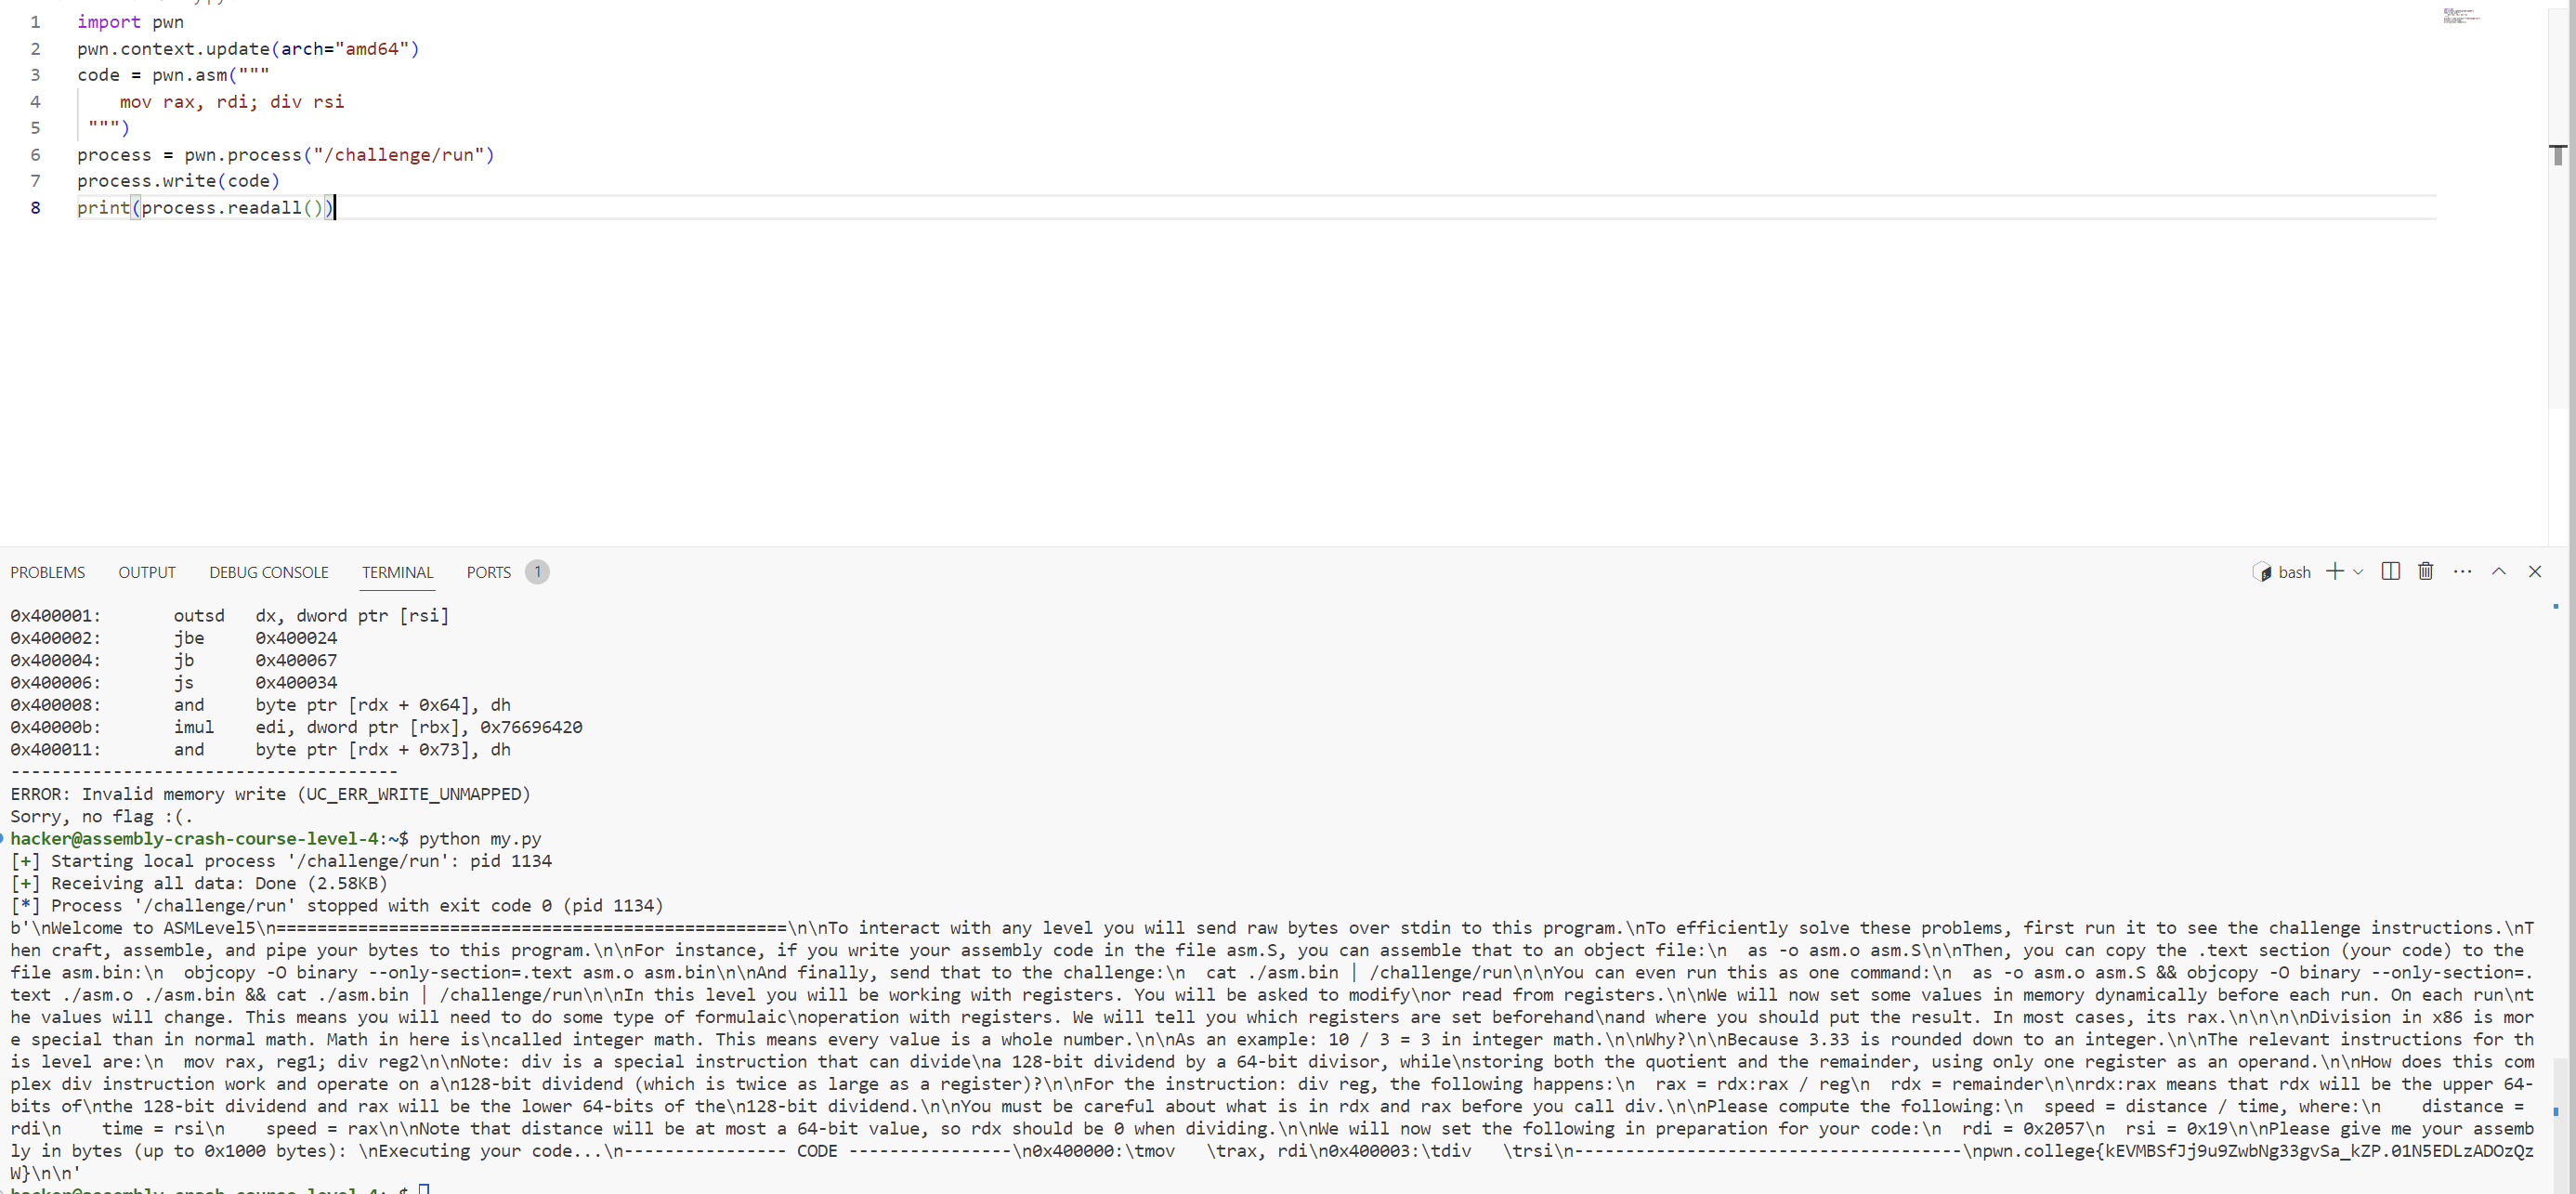 1 import pwn
2 pwn.context.update(arch="amd64")
3 code = pwn.asm("""
4 mov rax, rdi; div rsi
5 """)
6 process = pwn.process("/challenge/run")
7 process.write(code)
8 print(process.readall())
PROBLEMS OUTPUT DEBUG CONSOLE TERMINAL PORTS 1 bash
0x400001: outsd dx, dword ptr [rsi]
0x400002: jbe 0x400024
0x400004: jb 0x400067
0x400006: js 0x400034
0x400008: and byte ptr [rdx + 0x64], dh
0x40000b: imul edi, dword ptr [rbx], 0x76696420
0x400011: and byte ptr [rdx + 0x73], dh
--------------------------------------
ERROR: Invalid memory write (UC_ERR_WRITE_UNMAPPED)
Sorry, no flag :(.
hacker@assembly-crash-course-level-4:~$ python my.py
[+] Starting local process '/challenge/run': pid 1134
[+] Receiving all data: Done (2.58KB)
[*] Process '/challenge/run' stopped with exit code 0 (pid 1134)
b'\nWelcome to ASMLevel5\n==================================================\n\nTo interact with any level you will send raw bytes over stdin to this program.\nTo efficiently solve these problems, first run it to see the challenge instructions.\nT
hen craft, assemble, and pipe your bytes to this program.\n\nFor instance, if you write your assembly code in the file asm.S, you can assemble that to an object file:\n  as -o asm.o asm.S\n\nThen, you can copy the .text section (your code) to the
file asm.bin:\n  objcopy -O binary --only-section=.text asm.o asm.bin\n\nAnd finally, send that to the challenge:\n  cat ./asm.bin | /challenge/run\n\nYou can even run this as one command:\n  as -o asm.o asm.S && objcopy -O binary --only-section=.
text ./asm.o ./asm.bin && cat ./asm.bin | /challenge/run\n\nIn this level you will be working with registers. You will be asked to modify\nor read from registers.\n\nWe will now set some values in memory dynamically before each run. On each run\nt
he values will change. This means you will need to do some type of formulaic\noperation with registers. We will tell you which registers are set beforehand\nand where you should put the result. In most cases, its rax.\n\n\n\nDivision in x86 is mor
e special than in normal math. Math in here is\ncalled integer math. This means every value is a whole number.\n\nAs an example: 10 / 3 = 3 in integer math.\n\nWhy?\n\nBecause 3.33 is rounded down to an integer.\n\nThe relevant instructions for th
is level are:\n  mov rax, reg1; div reg2\n\nNote: div is a special instruction that can divide\na 128-bit dividend by a 64-bit divisor, while\nstoring both the quotient and the remainder, using only one register as an operand.\n\nHow does this com
plex div instruction work and operate on a\n128-bit dividend (which is twice as large as a register)?\n\nFor the instruction: div reg, the following happens:\n  rax = rdx:rax / reg\n  rdx = remainder\n\nrdx:rax means that rdx will be the upper 64-
bits of\nthe 128-bit dividend and rax will be the lower 64-bits of the\n128-bit dividend.\n\nYou must be careful about what is in rdx and rax before you call div.\n\nPlease compute the following:\n  speed = distance / time, where:\n    distance =
rdi\n    time = rsi\n    speed = rax\n\nNote that distance will be at most a 64-bit value, so rdx should be 0 when dividing.\n\nWe will now set the following in preparation for your code:\n  rdi = 0x2057\n  rsi = 0x19\n\nPlease give me your assemb
ly in bytes (up to 0x1000 bytes): \nExecuting your code...\n---------------- CODE ----------------\n0x400000:\tmov   \trax, rdi\n0x400003:\tdiv   \trsi\n--------------------------------------\npwn.college{kEVMBSfJj9u9ZwbNg33gvSa_kZP.01N5EDLzADOzQz
W}\n\n'
hacker@assembly-crash-course-level-4:~$